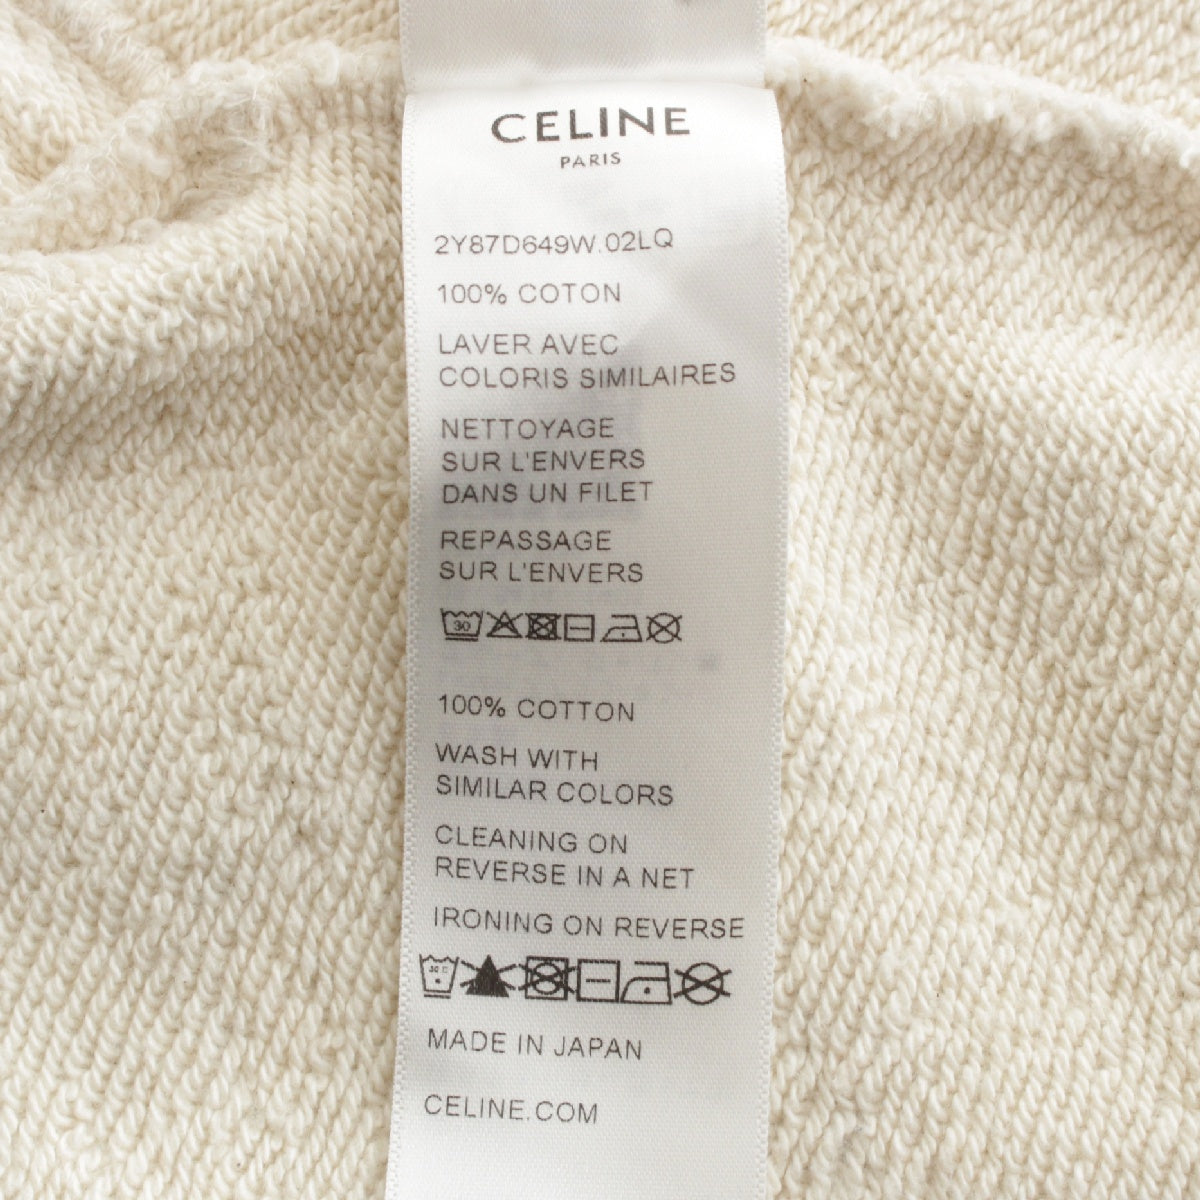 CELINE
PARIS
2Y87D649W.02LQ
100% COTON
LAVER AVEC
COLORIS SIMILAIRES
NETTOYAGE
SUR L'ENVERS
DANS UN FILET
REPASSAGE
SUR L'ENVERS
30
100% COTTON
WASH WITH
SIMILAR COLORS
CLEANING ON
REVERSE IN A NET
IRONING ON REVERSE
MADE IN JAPAN
CELINE.COM